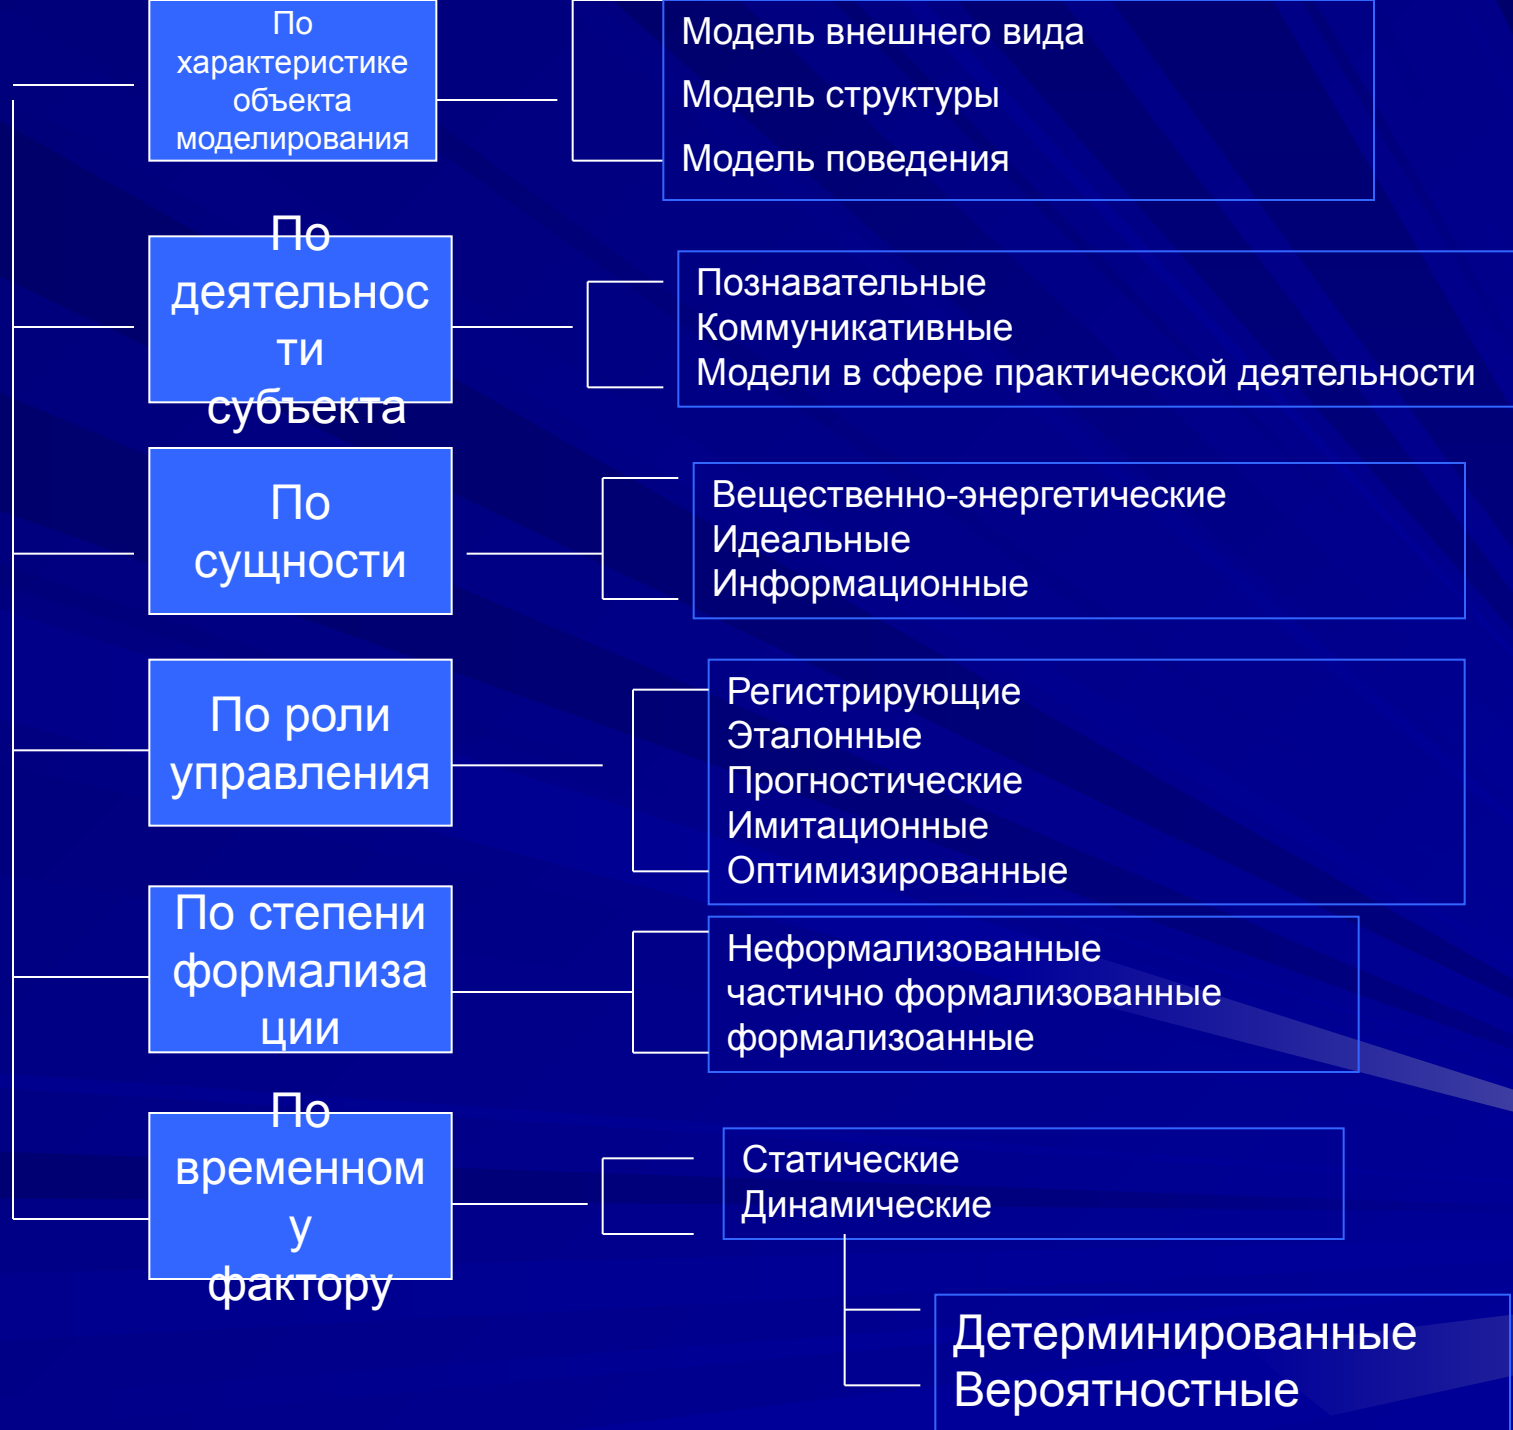 По
характеристике
объекта
моделирования
Модель внешнего вида
Модель структуры
Модель поведения
По
деятельнос
ти
субъекта
Познавательные
Коммуникативные
Модели в сфере практической деятельности
По
сущности
Вещественно-энергетические
Идеальные
Информационные
По роли
управления
Регистрирующие
Эталонные
Прогностические
Имитационные
Оптимизированные
По степени
формализа
ции
Неформализованные
частично формализованные
формализоанные
По
временном
у
фактору
Статические
Динамические
Детерминированные
Вероятностные